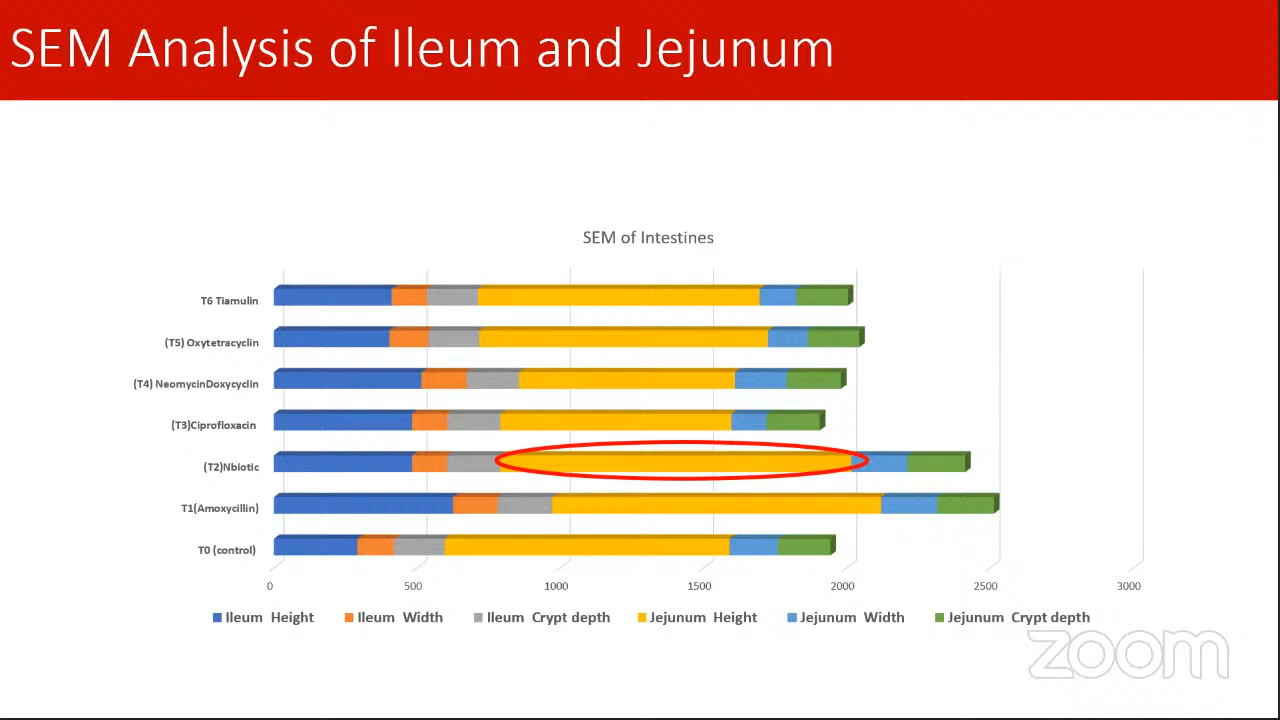 SEM Analysis of Ileum and Jejunum
SEM of Intestines
T6 Tiamulin
(T5) Oxytetracyclin
(T4) NeomycinDoxycyclin
(T3)Ciprofloxacin
(T2)Nbiotic
T1(Amoxycillin)
T0 (control)
0 500 1000 1500 2000 2500 3000
Ileum Height Ileum Width Ileum Crypt depth Jejunum Height Jejunum Width Jejunum Crypt depth
zoom